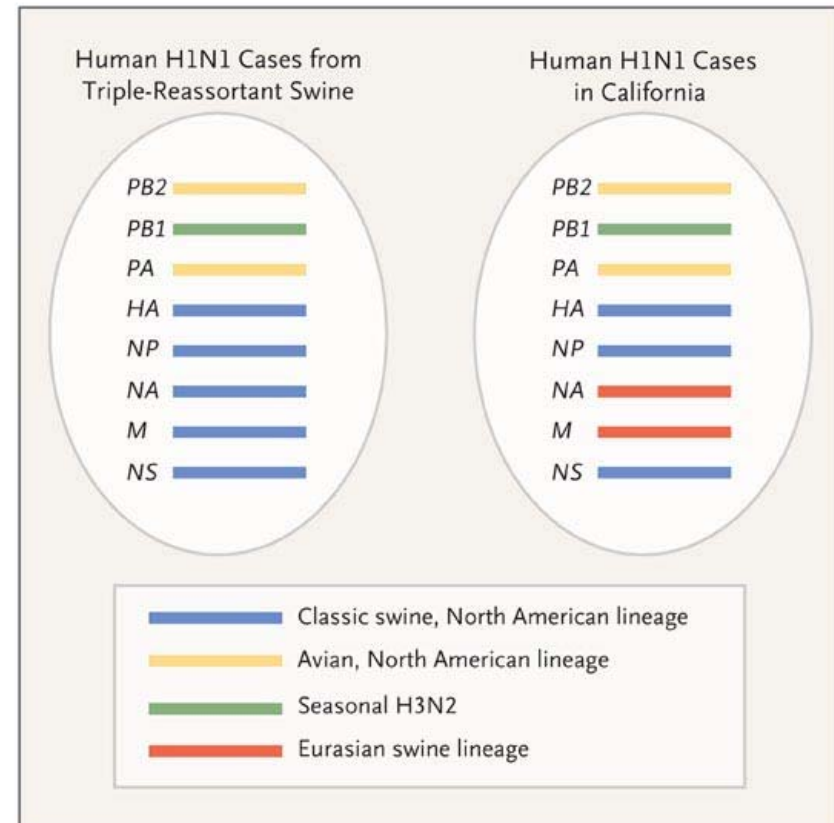 Human H1N1 Cases from
Triple-Reassortant Swine
PB2
PB1
PA
HA
NP
NA
M
NS
Human H1N1 Cases
in California
PB2
PB1
PA
HA
NP
NA
M
NS
Classic swine, North American lineage
Avian, North American lineage
Seasonal H3N2
Eurasian swine lineage